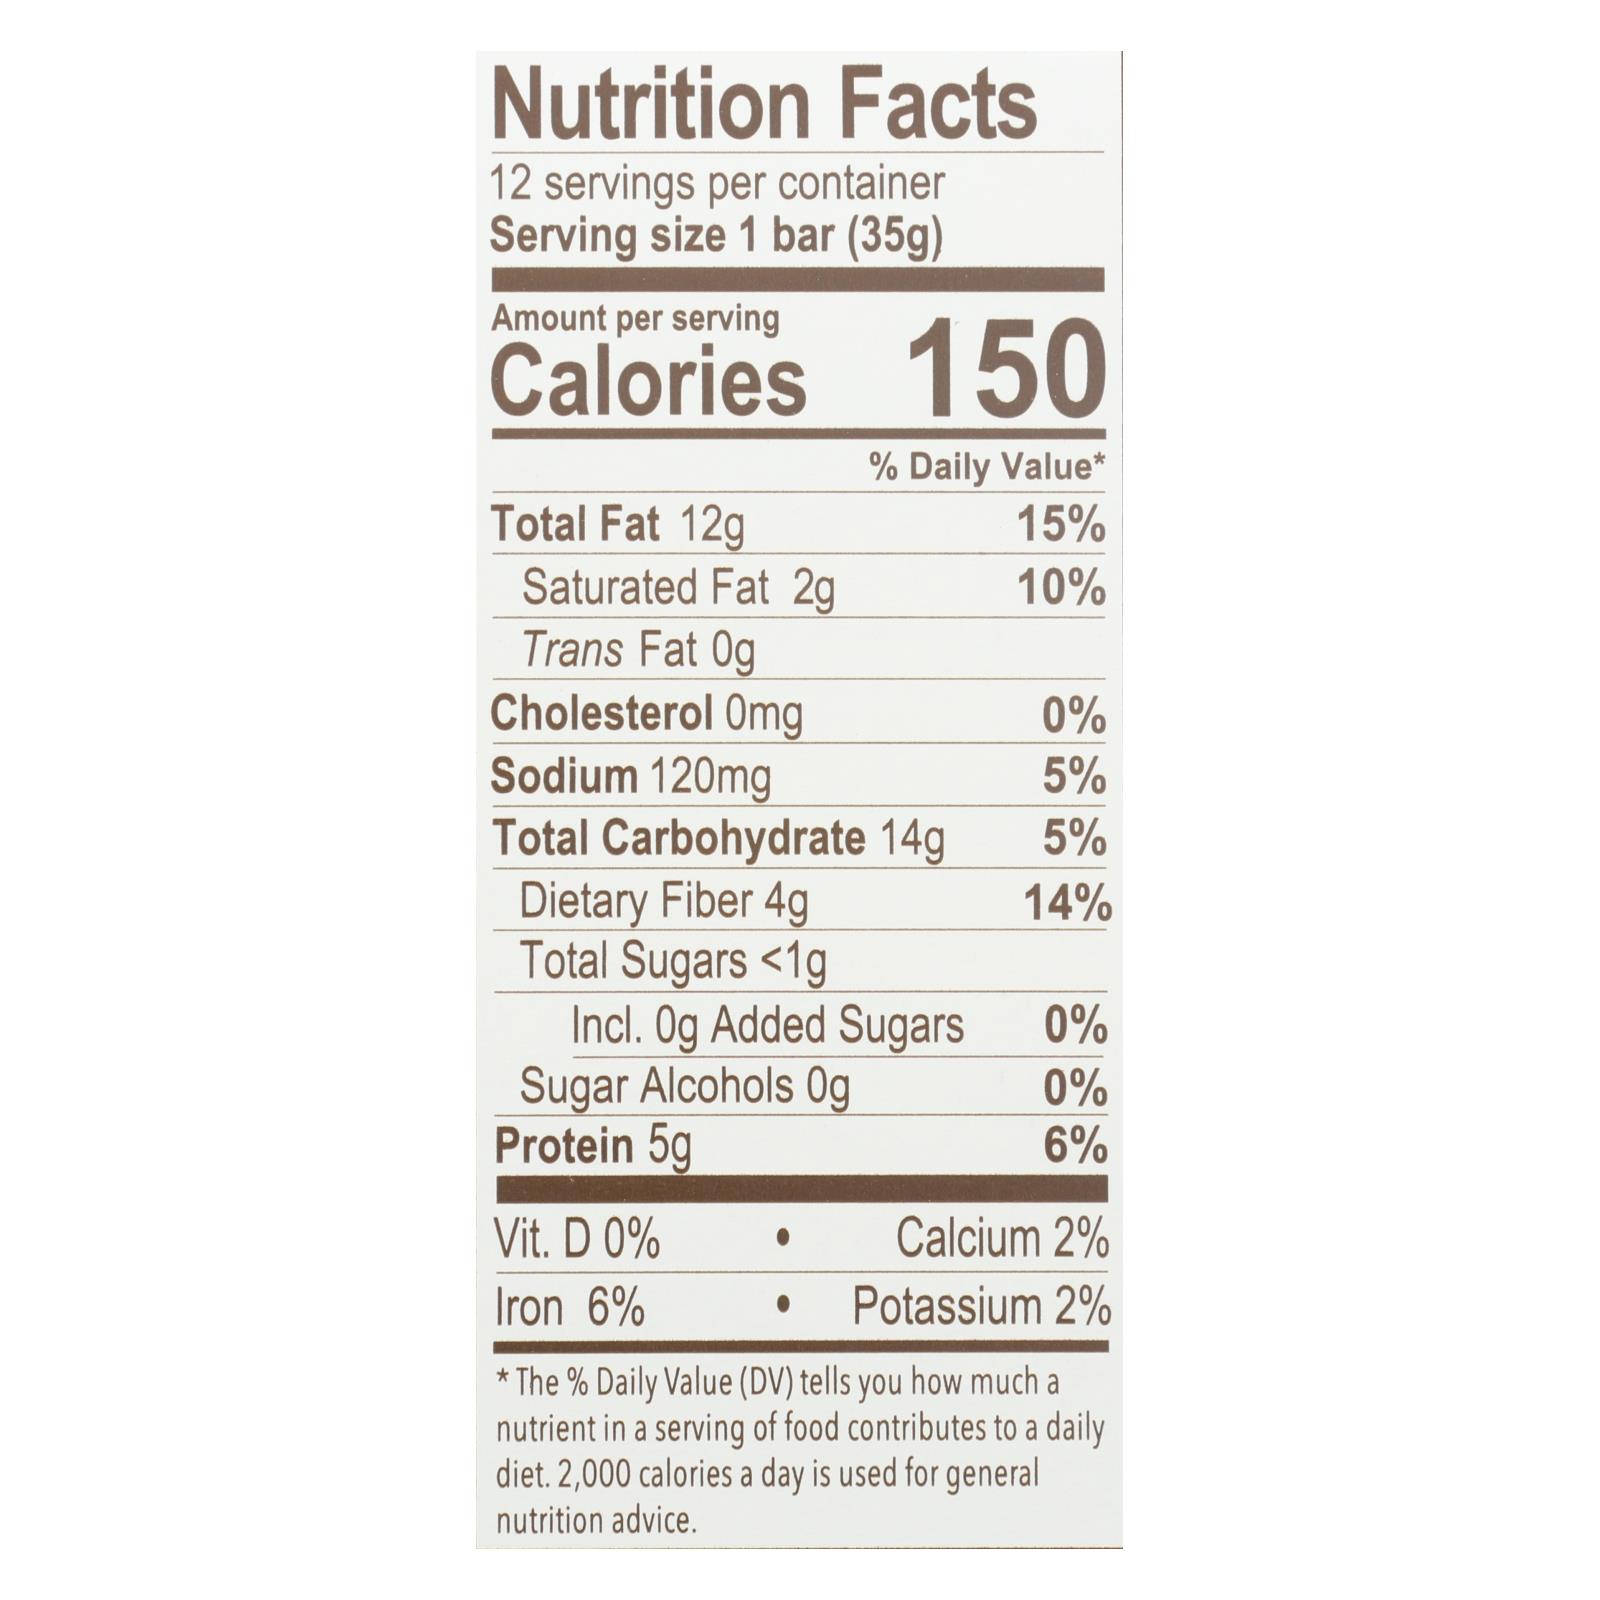 Nutrition Facts
12 servings per container
Serving size 1 bar (35g)
Amount per serving
Calories 150
% Daily Value*
Total Fat 12g 15%
Saturated Fat 2g 10%
Trans Fat 0g
Cholesterol 0mg 0%
Sodium 120mg 5%
Total Carbohydrate 14g 5%
Dietary Fiber 4g 14%
Total Sugars <1g
Incl. 0g Added Sugars 0%
Sugar Alcohols 0g 0%
Protein 5g 6%
Vit. D 0% • Calcium 2%
Iron 6% • Potassium 2%
* The % Daily Value (DV) tells you how much a
nutrient in a serving of food contributes to a daily
diet. 2,000 calories a day is used for general
nutrition advice.